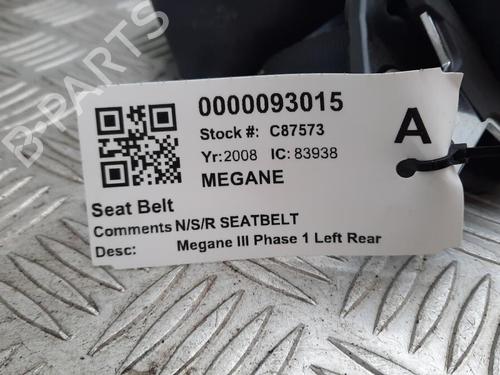 B-PARTS
0000093015
Stock #: C87573
A
Yr:2008 IC: 83938
MEGANE
Seat Belt
Comments N/S/R SEATBELT
Desc: Megane III Phase 1 Left Rear